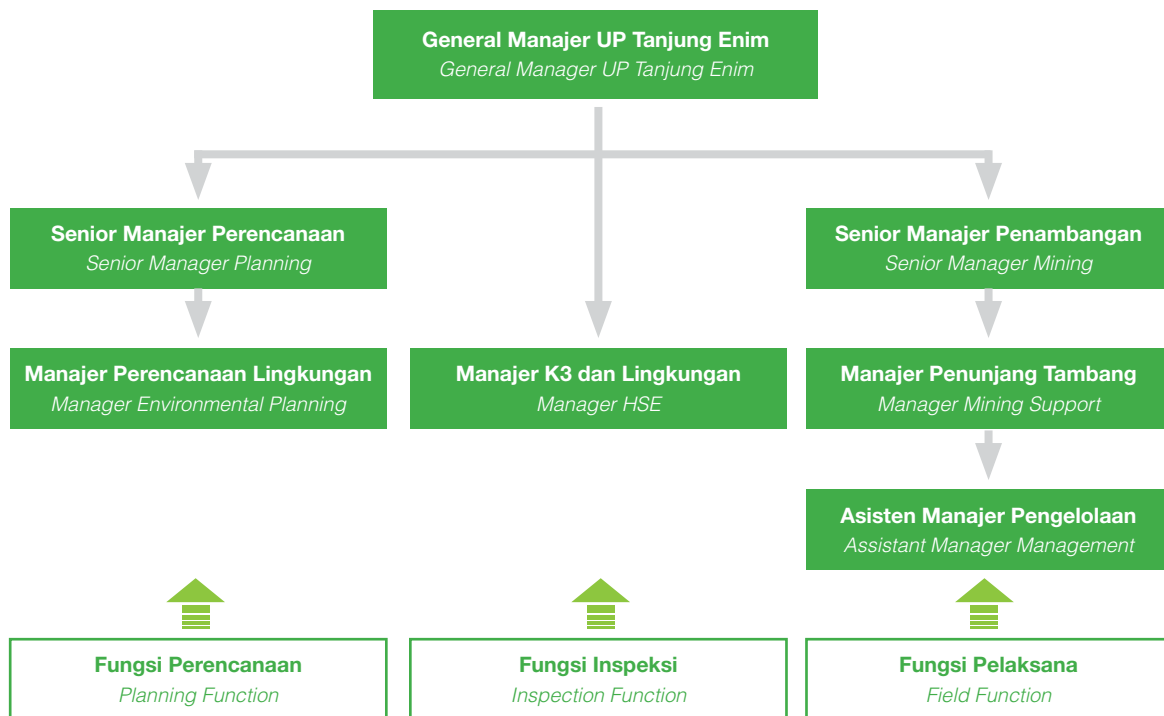 General Manajer UP Tanjung Enim
General Manager UP Tanjung Enim
Senior Manajer Perencanaan
Senior Manager Planning
Senior Manajer Penambangan
Senior Manager Mining
Manajer Perencanaan Lingkungan
Manager Environmental Planning
Manajer K3 dan Lingkungan
Manager HSE
Manajer Penunjang Tambang
Manager Mining Support
Asisten Manajer Pengelolaan
Assistant Manager Management
Fungsi Perencanaan
Planning Function
Fungsi Inspeksi
Inspection Function
Fungsi Pelaksana
Field Function